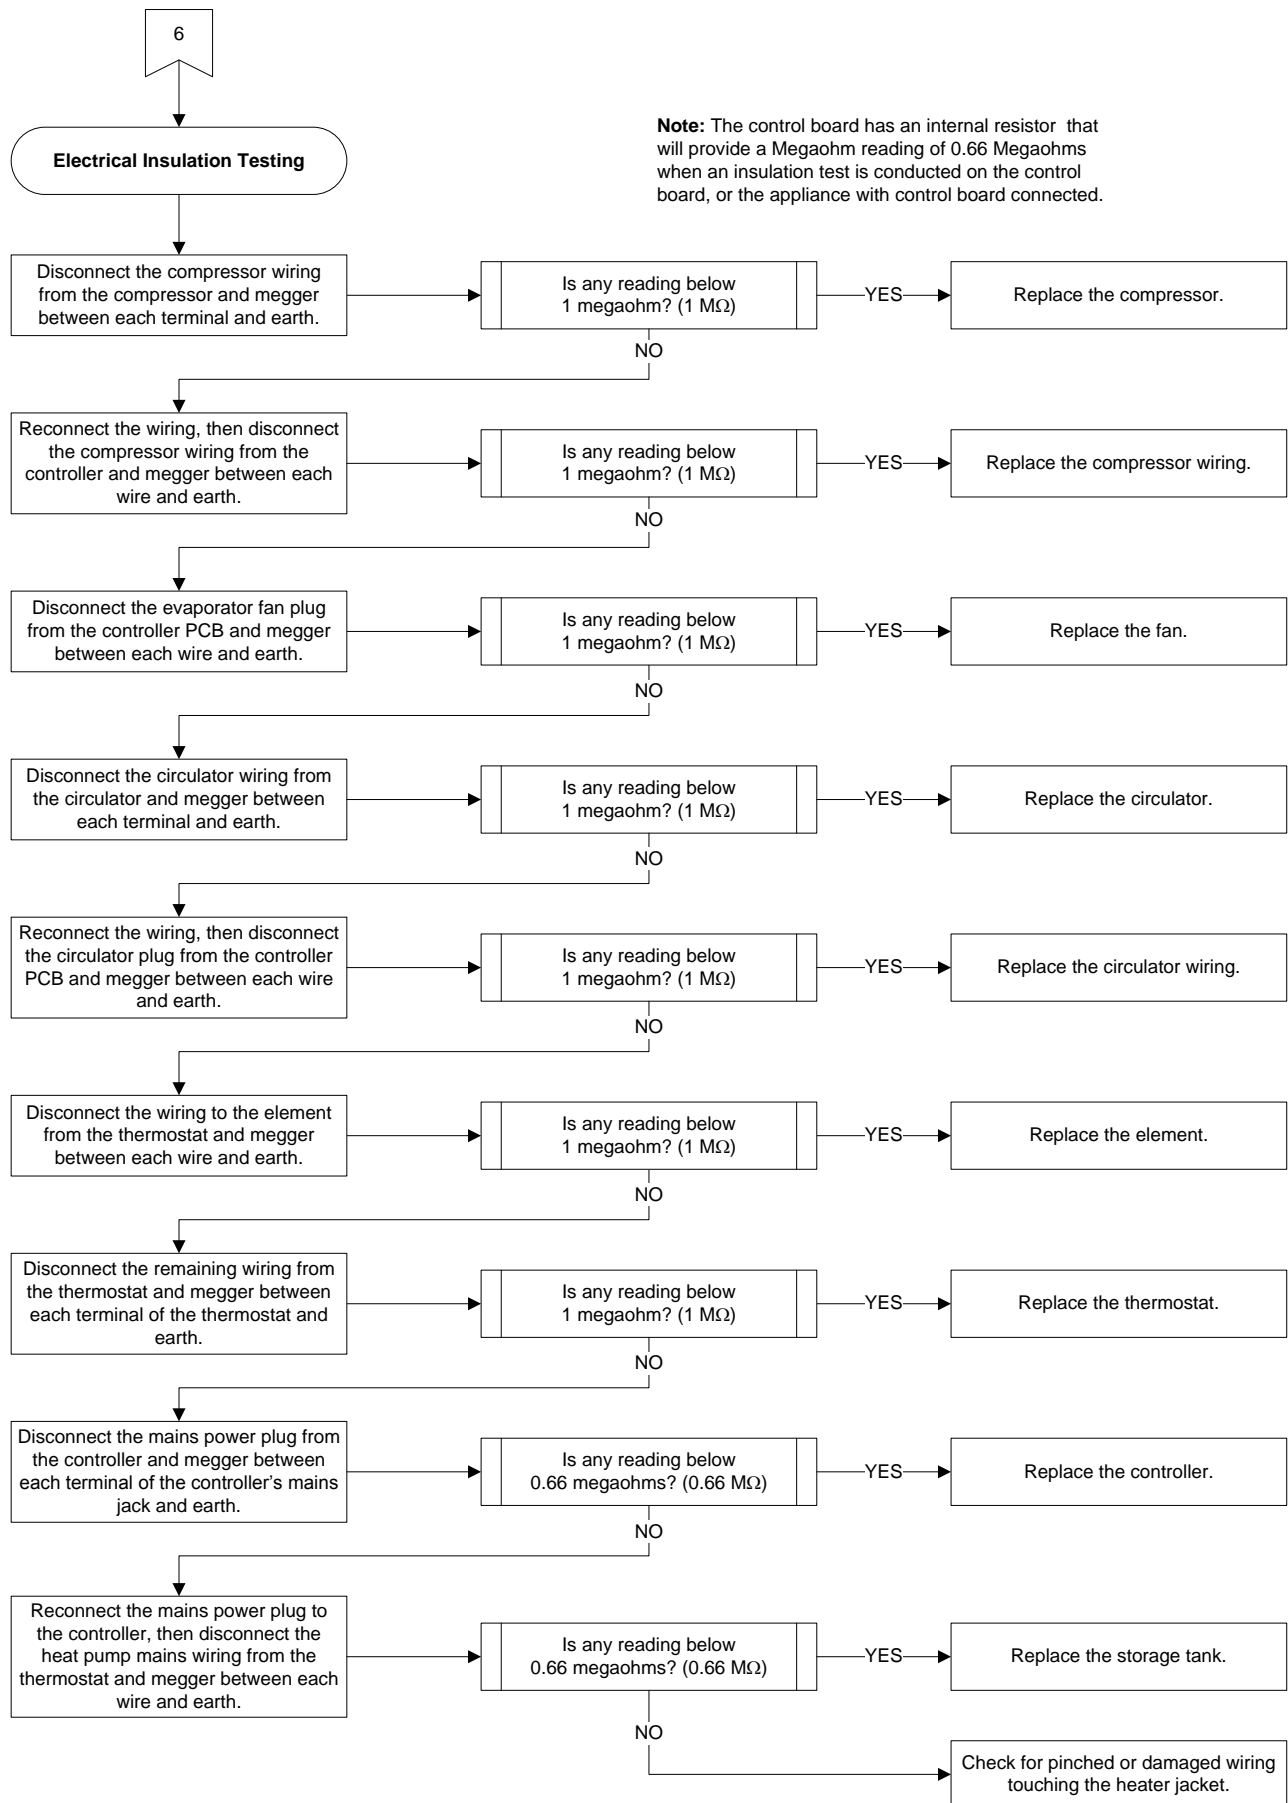 6
Electrical Insulation Testing
Note: The control board has an internal resistor that
will provide a Megaohm reading of 0.66 Megaohms
when an insulation test is conducted on the control
board, or the appliance with control board connected.
Disconnect the compressor wiring
from the compressor and megger
between each terminal and earth.
Is any reading below
1 megaohm? (1 MΩ)
YES
Replace the compressor.
NO
Reconnect the wiring, then disconnect
the compressor wiring from the
controller and megger between each
wire and earth.
Is any reading below
1 megaohm? (1 MΩ)
YES
Replace the compressor wiring.
NO
Disconnect the evaporator fan plug
from the controller PCB and megger
between each wire and earth.
Is any reading below
1 megaohm? (1 MΩ)
YES
Replace the fan.
NO
Disconnect the circulator wiring from
the circulator and megger between
each terminal and earth.
Is any reading below
1 megaohm? (1 MΩ)
YES
Replace the circulator.
NO
Reconnect the wiring, then disconnect
the circulator plug from the controller
PCB and megger between each wire
and earth.
Is any reading below
1 megaohm? (1 MΩ)
YES
Replace the circulator wiring.
NO
Disconnect the wiring to the element
from the thermostat and megger
between each wire and earth.
Is any reading below
1 megaohm? (1 MΩ)
YES
Replace the element.
NO
Disconnect the remaining wiring from
the thermostat and megger between
each terminal of the thermostat and
earth.
Is any reading below
1 megaohm? (1 MΩ)
YES
Replace the thermostat.
NO
Disconnect the mains power plug from
the controller and megger between
each terminal of the controller’s mains
jack and earth.
Is any reading below
0.66 megaohms? (0.66 MΩ)
YES
Replace the controller.
NO
Reconnect the mains power plug to
the controller, then disconnect the
heat pump mains wiring from the
thermostat and megger between each
wire and earth.
Is any reading below
0.66 megaohms? (0.66 MΩ)
YES
Replace the storage tank.
NO
Check for pinched or damaged wiring
touching the heater jacket.